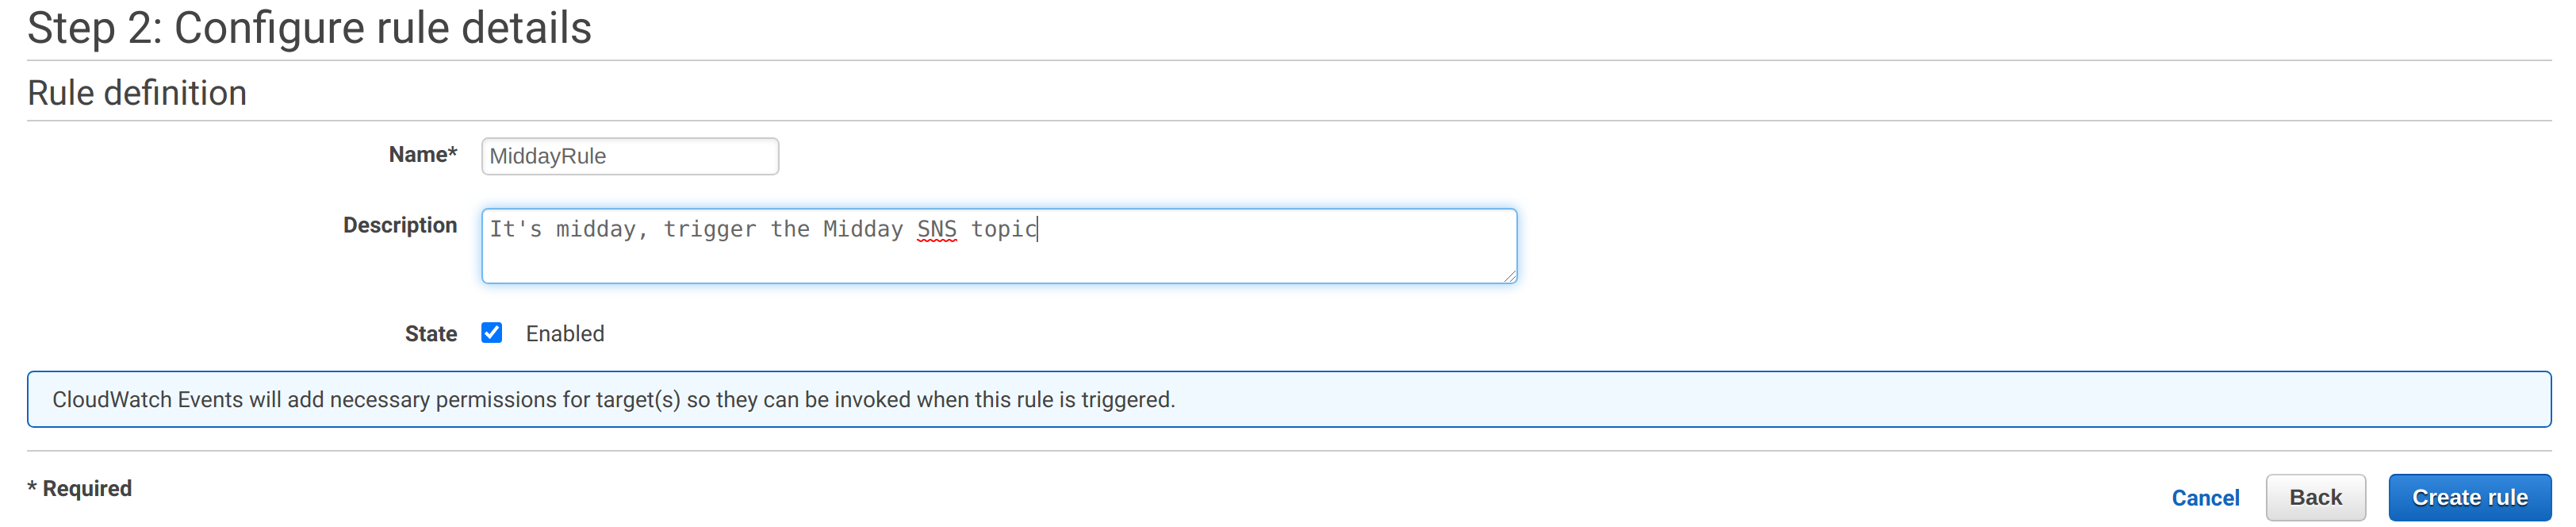 Step 2: Configure rule details
Rule definition
Name* MiddayRule
Description It's midday, trigger the Midday SNS topic
State Enabled
CloudWatch Events will add necessary permissions for target(s) so they can be invoked when this rule is triggered.
* Required Cancel Back Create rule